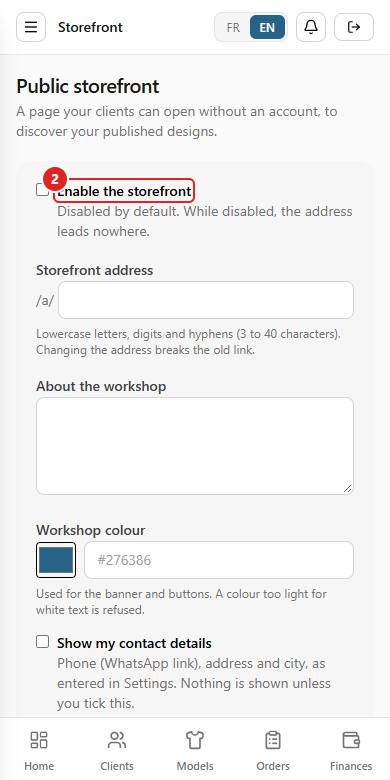 Storefront
FR
EN
Public storefront
A page your clients can open without an account, to
discover your published designs.
2
Enable the storefront
Disabled by default. While disabled, the address
leads nowhere.
Storefront address
/a/
Lowercase letters, digits and hyphens (3 to 40 characters).
Changing the address breaks the old link.
About the workshop
Workshop colour
#276386
Used for the banner and buttons. A colour too light for
white text is refused.
Show my contact details
Phone (WhatsApp link), address and city, as
entered in Settings. Nothing is shown unless
you tick this.
Home
Clients
Models
Orders
Finances